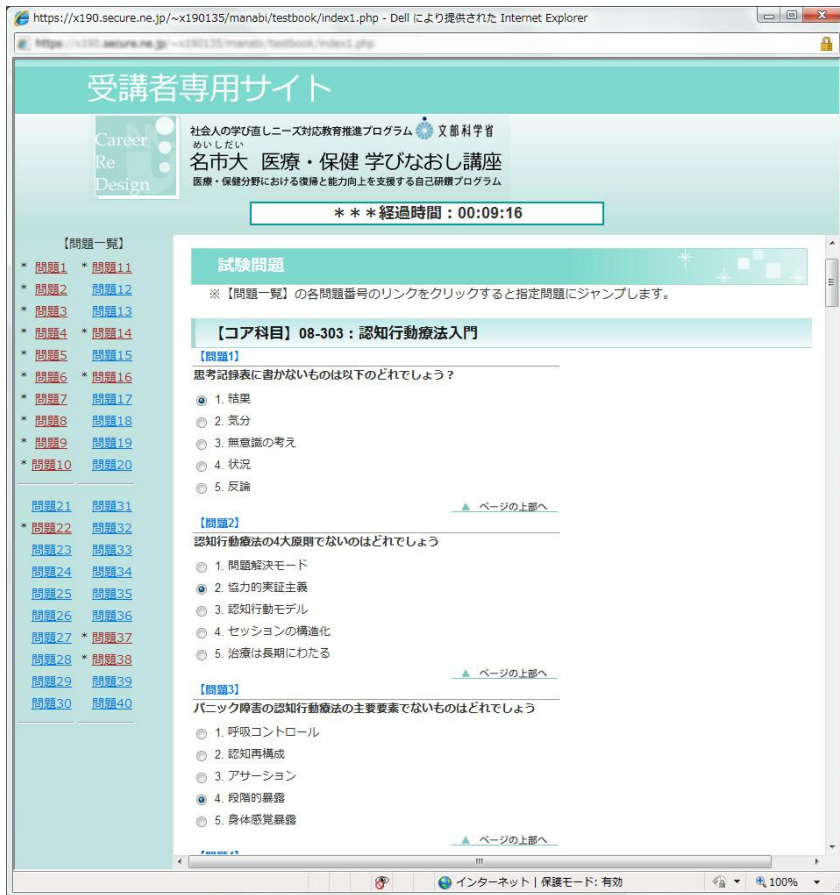 https://x190.secure.ne.jp/~x190135/manabi/testbook/index1.php - Dell により提供された Internet Explorer
https://x190.secure.ne.jp/~x190135/manabi/testbook/index1.php
受講者専用サイト
Career
Re
Design
社会人の学び直しニーズ対応教育推進プログラム 文部科学省
めいしだい
名市大 医療・保健 学びなおし講座
医療・保健分野における復帰と能力向上を支援する自己研鑽プログラム
***経過時間:00:09:16
【問題一覧】
* 問題1 * 問題11
* 問題2 問題12
* 問題3 問題13
* 問題4 * 問題14
* 問題5 問題15
* 問題6 * 問題16
* 問題7 問題17
* 問題8 問題18
* 問題9 問題19
* 問題10 問題20
問題21 問題31
* 問題22 問題32
問題23 問題33
問題24 問題34
問題25 問題35
問題26 問題36
問題27 * 問題37
問題28 * 問題38
問題29 問題39
問題30 問題40
試験問題
※【問題一覧】の各問題番号のリンクをクリックすると指定問題にジャンプします。
【コア科目】08-303:認知行動療法入門
【問題1】
思考記録表に書かないものは以下のどれでしょう?
1. 結果
2. 気分
3. 無意識の考え
4. 状況
5. 反論
▲ ページの上部へ
【問題2】
認知行動療法の4大原則でないのはどれでしょう
1. 問題解決モード
2. 協力的実証主義
3. 認知行動モデル
4. セッションの構造化
5. 治療は長期にわたる
▲ ページの上部へ
【問題3】
パニック障害の認知行動療法の主要要素でないものはどれでしょう
1. 呼吸コントロール
2. 認知再構成
3. アサーション
4. 段階的暴露
5. 身体感覚暴露
▲ ページの上部へ
インターネット | 保護モード: 有効
100%